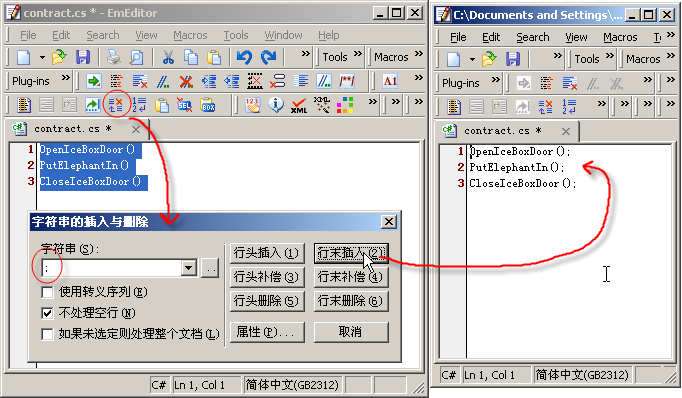 contract.cs * - EmEditor
File Edit Search View Macros Tools
Tools » Macros »
Plug-ins »
A1
contract.cs *
1 OpenIceBoxDoor()
2 PutElephantIn()
3 CloseIceBoxDoor()
字符串的插入与删除
字符串(S):
;
使用转义序列(E)
不处理空行(N)
如果未选定则处理整个文档(L)
行头插入(1)
行末插入(2)
行头补偿(3)
行末补偿(4)
行头删除(5)
行末删除(6)
属性(P)...
取消
C# Ln 1, Col 1 简体中文(GB2312)
C:\Documents and Settings\...
File Edit Search View Macros T
Macros »
Plug-ins »
contract.cs *
1 OpenIceBoxDoor();
2 PutElephantIn();
3 CloseIceBoxDoor();
C# Ln 1, Col 1 简体中文(GB2312)